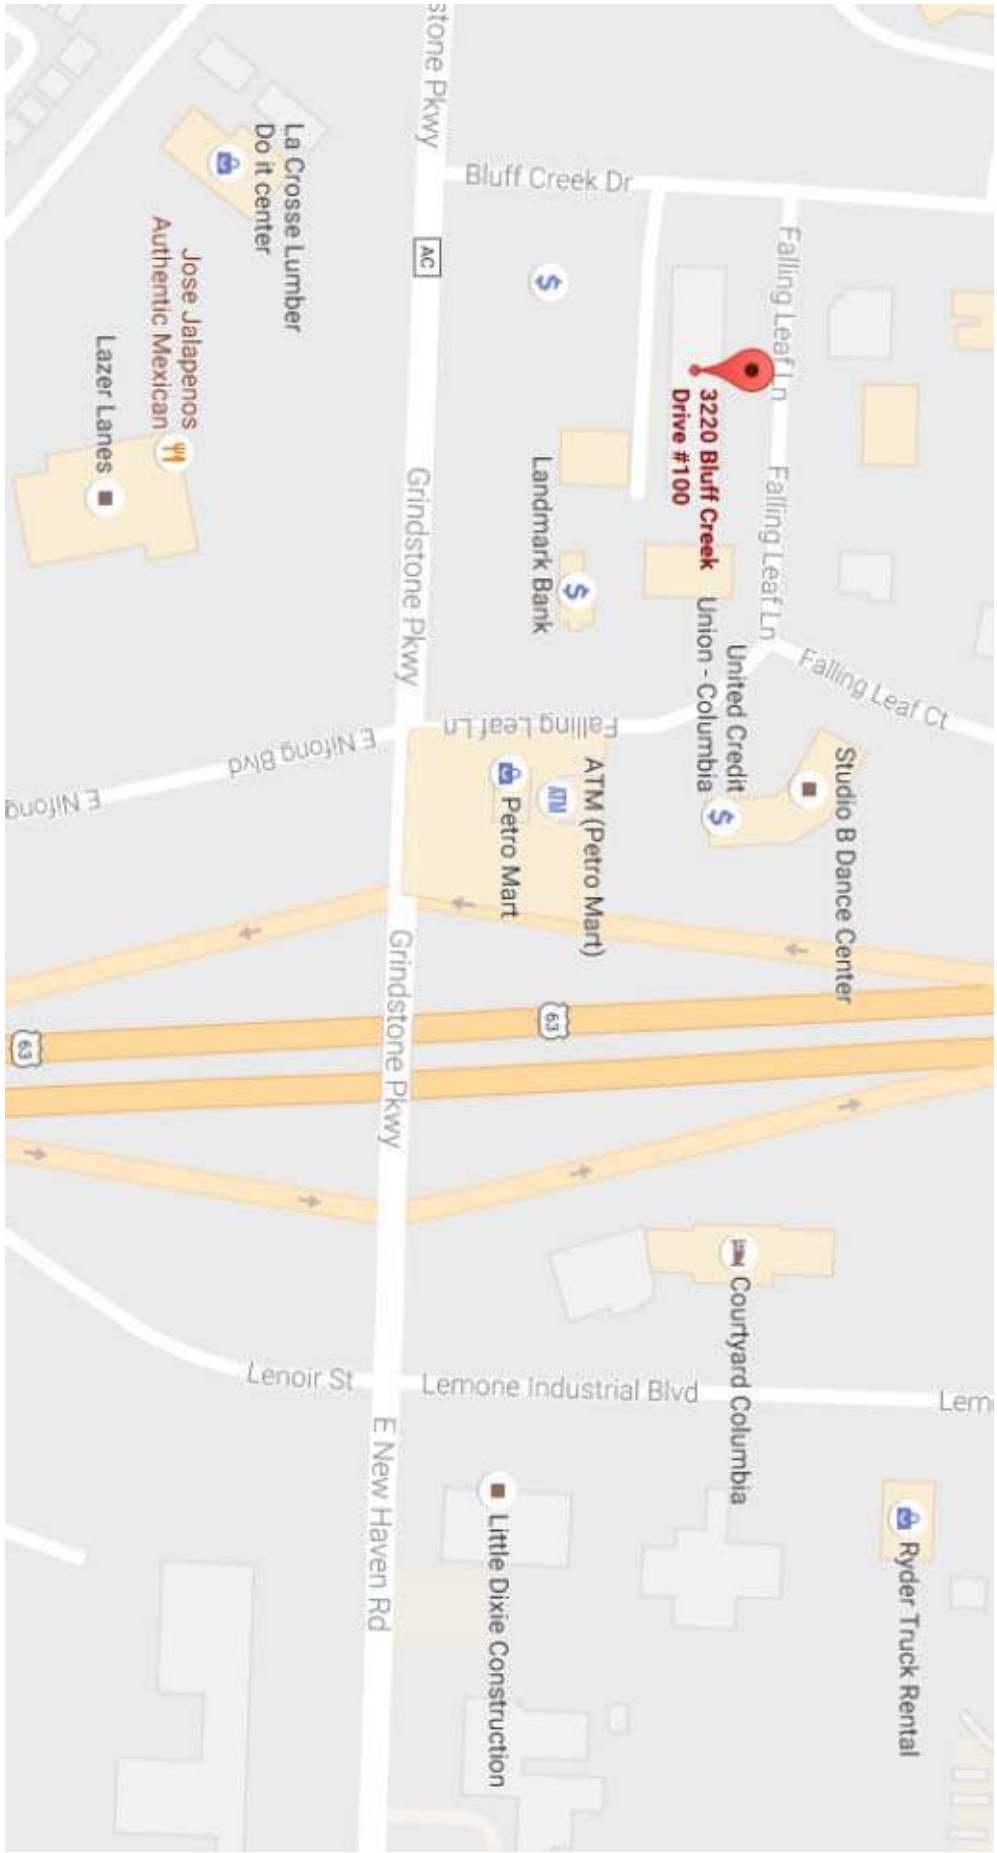 stone Pkwy
Bluff Creek Dr
AC
La Crosse Lumber
Do it center
Jose Jalapenos
Authentic Mexican
Lazer Lanes
Falling Leaf Ln
3220 Bluff Creek
Drive #100
Landmark Bank
Grindstone Pkwy
Falling Leaf Ln
Falling Leaf Ct
United Credit
Union - Columbia
Studio B Dance Center
Falling Leaf Ln
E Nifong Blvd
E Nifong
ATM (Petro Mart)
ATM
Petro Mart
Grindstone Pkwy
63
63
Courtyard Columbia
Lenoir St
Lemone Industrial Blvd
Lem
E New Haven Rd
Little Dixie Construction
Ryder Truck Rental